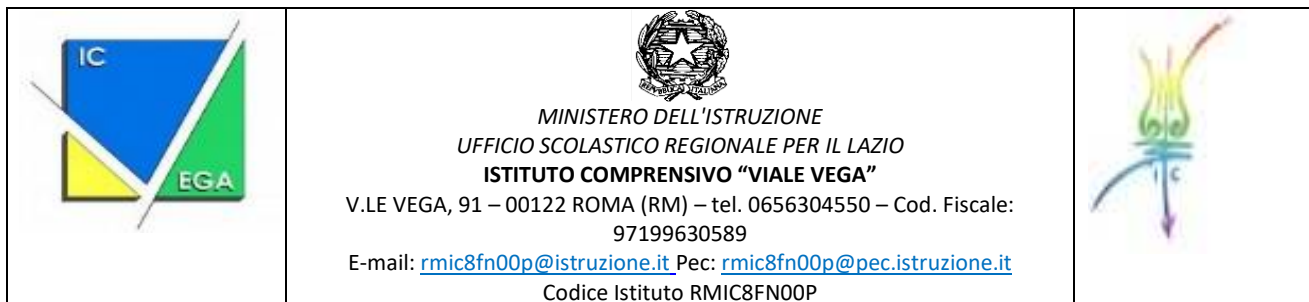 IC
EGA
REPVBBLICA ITALIANA
MINISTERO DELL'ISTRUZIONE
UFFICIO SCOLASTICO REGIONALE PER IL LAZIO
ISTITUTO COMPRENSIVO “VIALE VEGA”
V.LE VEGA, 91 – 00122 ROMA (RM) – tel. 0656304550 – Cod. Fiscale:
97199630589
E-mail: rmic8fn00p@istruzione.it Pec: rmic8fn00p@pec.istruzione.it
Codice Istituto RMIC8FN00P
I C